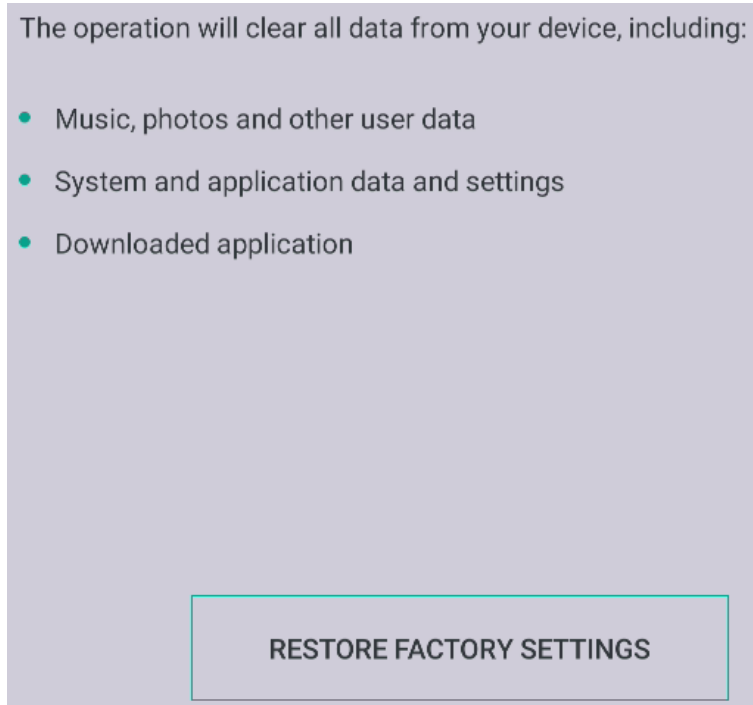 The operation will clear all data from your device, including:
Music, photos and other user data
System and application data and settings
Downloaded application
RESTORE FACTORY SETTINGS